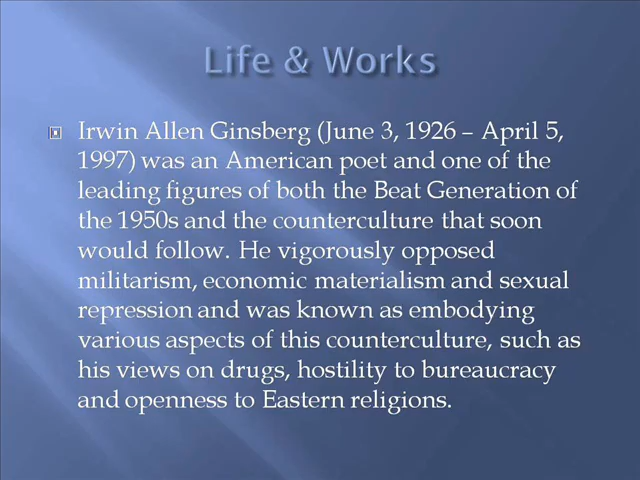 Life & Works
Irwin Allen Ginsberg (June 3, 1926 – April 5,
1997) was an American poet and one of the
leading figures of both the Beat Generation of
the 1950s and the counterculture that soon
would follow. He vigorously opposed
militarism, economic materialism and sexual
repression and was known as embodying
various aspects of this counterculture, such as
his views on drugs, hostility to bureaucracy
and openness to Eastern religions.